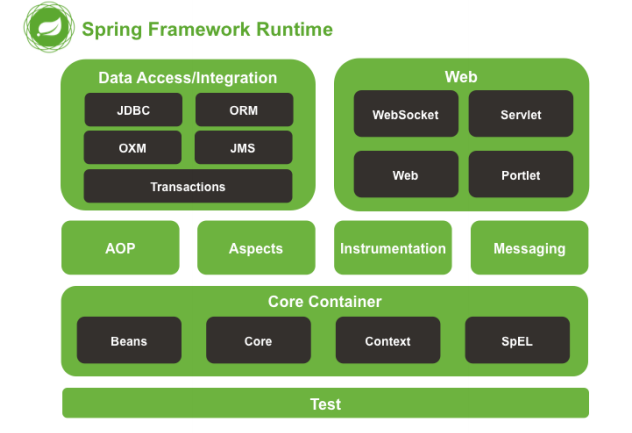 Spring Framework Runtime
Data Access/Integration
JDBC
ORM
OXM
JMS
Transactions
Web
WebSocket
Servlet
Web
Portlet
AOP
Aspects
Instrumentation
Messaging
Core Container
Beans
Core
Context
SpEL
Test